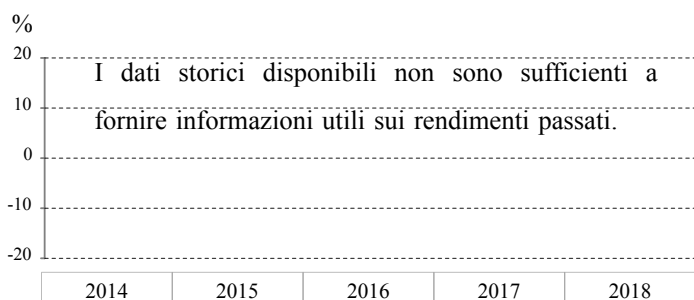 %
20
I dati storici disponibili non sono sufficienti a
10
fornire informazioni utili sui rendimenti passati.
0
-10
-20
2014 2015 2016 2017 2018